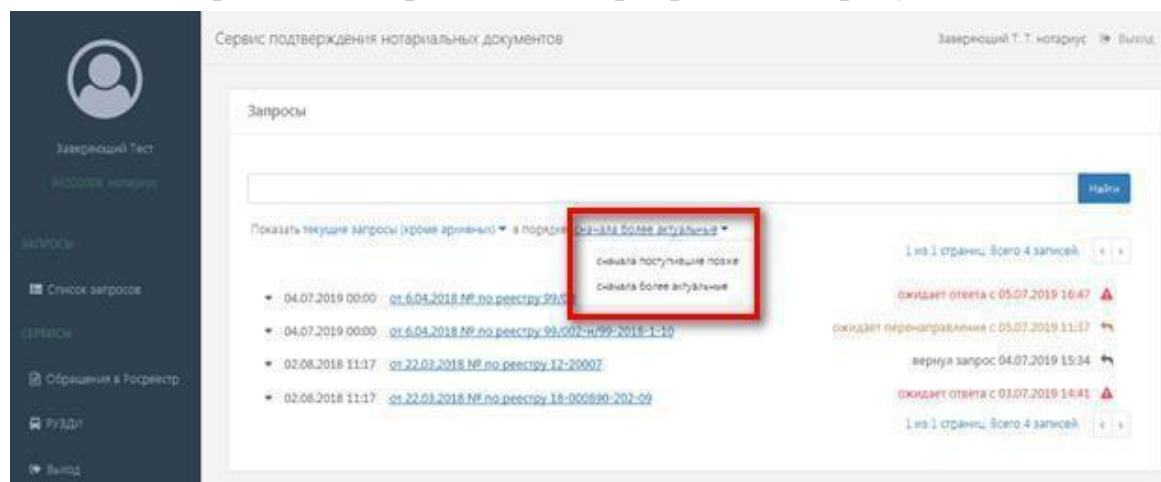 Сервис подтверждения нотариальных документов
Заверяющий Т. Т. нотариус
Выход
Запросы
Заверяющий Тест
нотариус
Найти
Показать текущие запросы (кроме архивных) в порядке сначала более актуальные
сначала поступившие позже
сначала более актуальные
1 из 1 страниц. Всего 4 записей.
ЗАПРОСЫ
Список запросов
СЕРВИСЫ
Обращения в Росреестр
РУЗДИ
Выход
04.07.2019 00:00 от 6.04.2018 № по реестру 99/0 ожидает ответа с 05.07.2019 16:47
04.07.2019 00:00 от 6.04.2018 № по реестру 99/002-н/99-2018-1-10 ожидает перенаправления с 05.07.2019 11:37
02.08.2018 11:17 от 22.03.2018 № по реестру 12-20007 вернул запрос 04.07.2019 15:34
02.08.2018 11:17 от 22.03.2018 № по реестру 18-000890-202-09 ожидает ответа с 03.07.2019 14:41
1 из 1 страниц. Всего 4 записей.